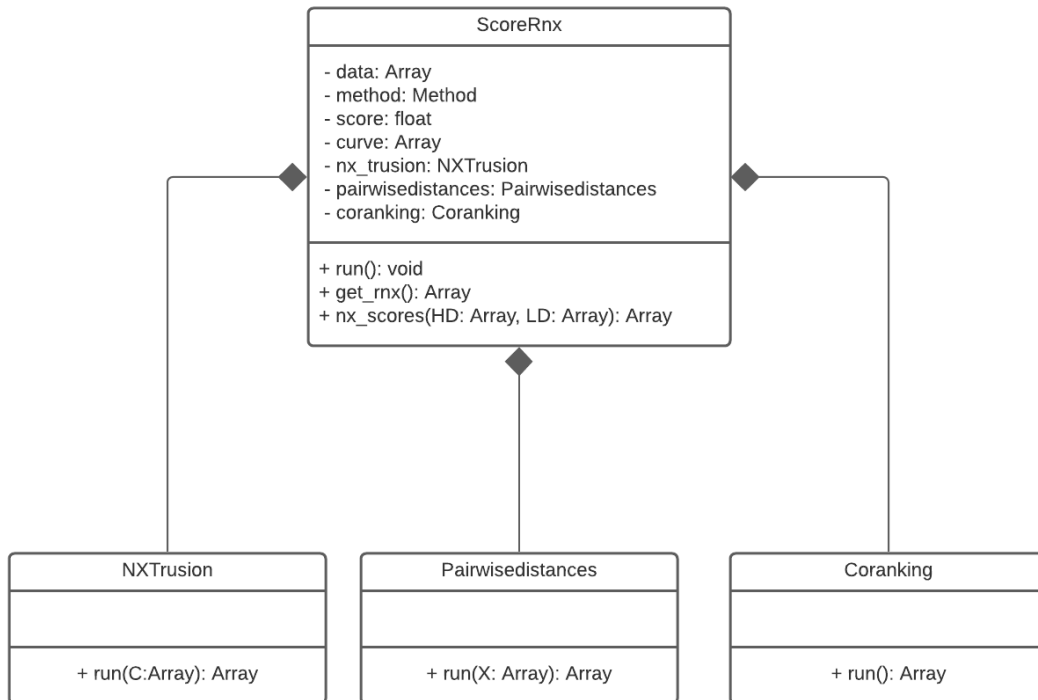 ScoreRnx
- data: Array
- method: Method
- score: float
- curve: Array
- nx_trusion: NXTrusion
- pairwisedistances: Pairwisedistances
- coranking: Coranking
+ run(): void
+ get_rnx(): Array
+ nx_scores(HD: Array, LD: Array): Array
NXTrusion
+ run(C:Array): Array
Pairwisedistances
+ run(X: Array): Array
Coranking
+ run(): Array